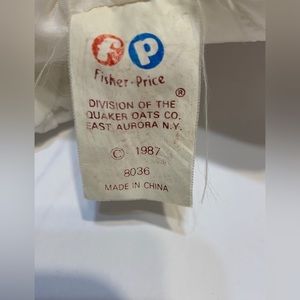 fp
Fisher-Price
®
DIVISION OF THE
QUAKER OATS CO.
EAST AURORA N.Y.
© 1987
8036
MADE IN CHINA